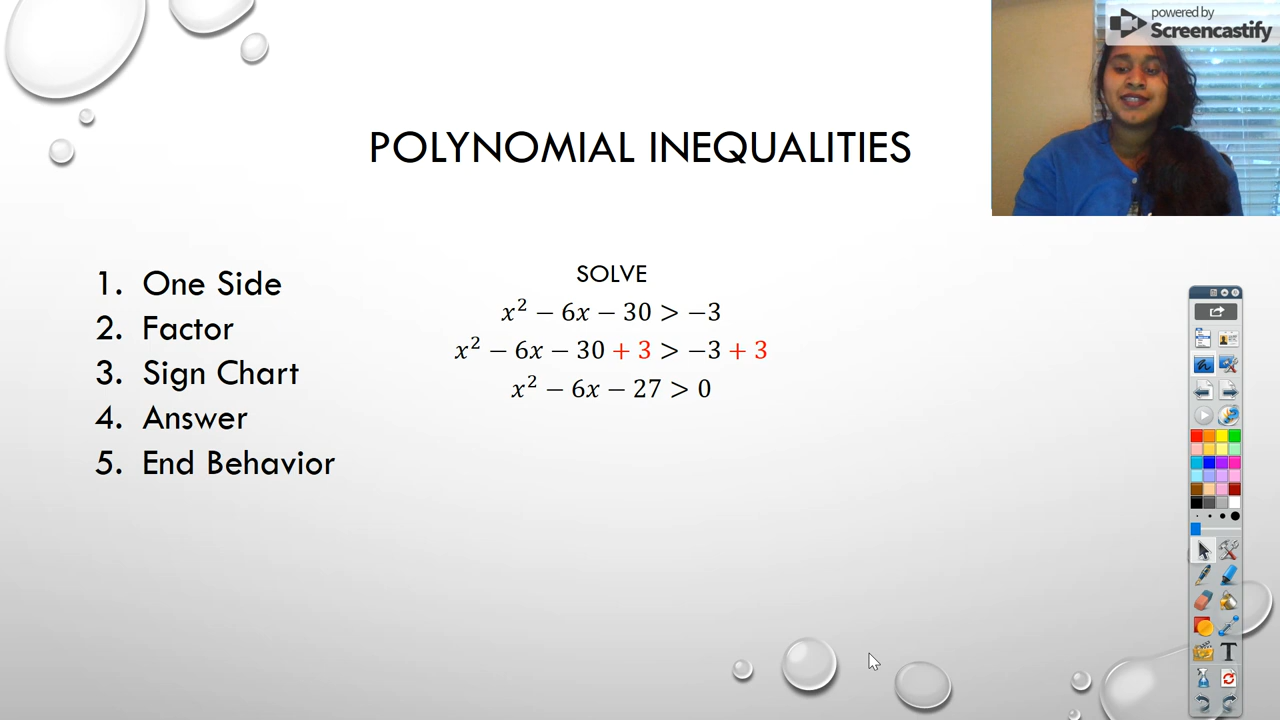 powered by
Screencastify
POLYNOMIAL INEQUALITIES
1. One Side
2. Factor
3. Sign Chart
4. Answer
5. End Behavior
SOLVE
x² − 6x − 30 > −3
x² − 6x − 30 + 3 > −3 + 3
x² − 6x − 27 > 0
T